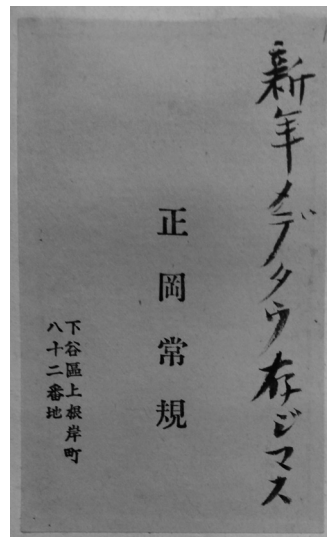 新年メデタウ存ジマス
正岡常規
下谷區上根岸町
八十二番地